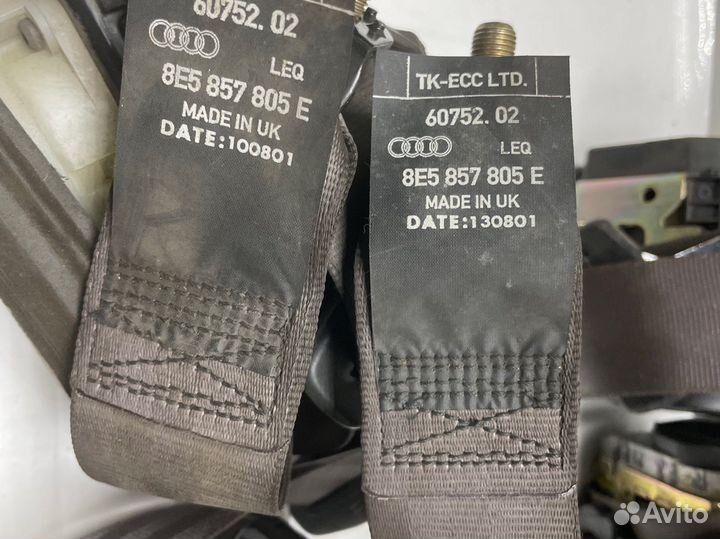 60752.02
LEQ
8E5 857 805 E
MADE IN UK
DATE:100801
TK-ECC LTD.
60752.02
LEQ
8E5 857 805 E
MADE IN UK
DATE:130801
Avito